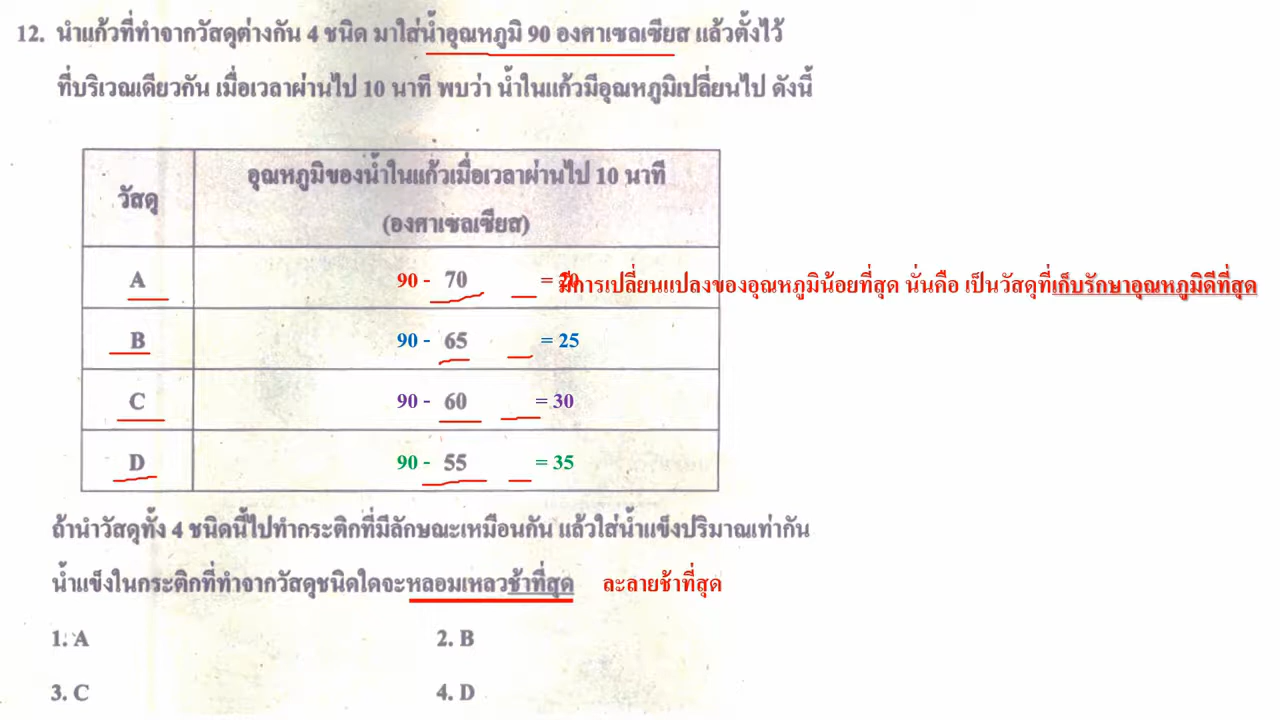 12. นำแก้วที่ทำจากวัสดุต่างกัน 4 ชนิด มาใส่น้ำอุณหภูมิ 90 องศาเซลเซียส แล้วตั้งไว้
ที่บริเวณเดียวกัน เมื่อเวลาผ่านไป 10 นาที พบว่า น้ำในแก้วมีอุณหภูมิเปลี่ยนไป ดังนี้
วัสดุ
อุณหภูมิของน้ำในแก้วเมื่อเวลาผ่านไป 10 นาที
(องศาเซลเซียส)
A 90 - 70 = 20 มีการเปลี่ยนแปลงของอุณหภูมิน้อยที่สุด นั่นคือ เป็นวัสดุที่เก็บรักษาอุณหภูมิดีที่สุด
B 90 - 65 = 25
C 90 - 60 = 30
D 90 - 55 = 35
ถ้านำวัสดุทั้ง 4 ชนิดนี้ไปทำกระติกที่มีลักษณะเหมือนกัน แล้วใส่น้ำแข็งปริมาณเท่ากัน
น้ำแข็งในกระติกที่ทำจากวัสดุชนิดใดจะหลอมเหลวช้าที่สุด ละลายช้าที่สุด
1. A 2. B
3. C 4. D